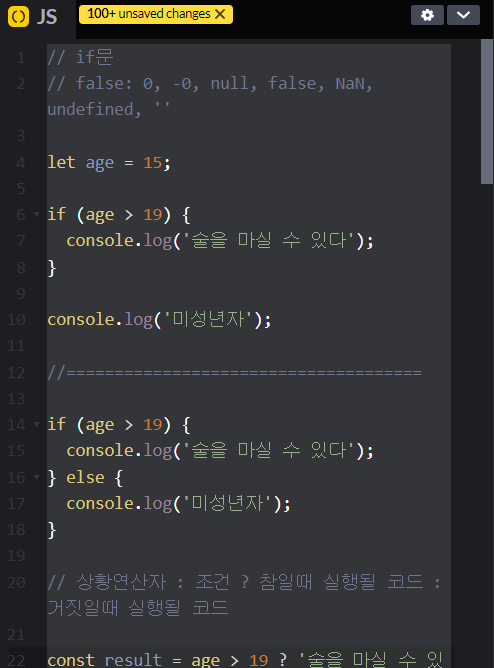 JS
100+ unsaved changes ×
1 // if문
2 // false: 0, -0, null, false, NaN,
undefined, ''
3
4 let age = 15;
5
6 if (age > 19) {
7 console.log('술을 마실 수 있다');
8 }
9
10 console.log('미성년자');
11
12 //=====================================
13
14 if (age > 19) {
15 console.log('술을 마실 수 있다');
16 } else {
17 console.log('미성년자');
18 }
19
20 // 상황연산자 : 조건 ? 참일때 실행될 코드 :
거짓일때 실행될 코드
21
22 const result = age > 19 ? '술을 마실 수 있